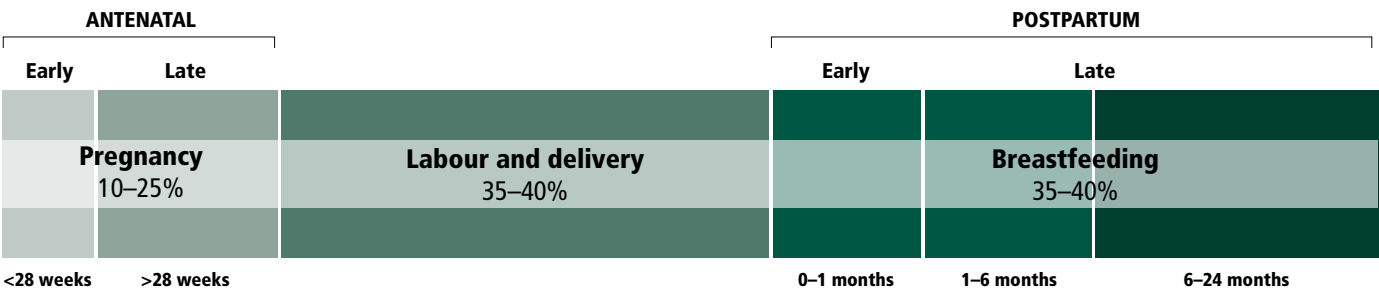 ANTENATAL
POSTPARTUM
Early
Late
Early
Late
Pregnancy
10–25%
Labour and delivery
35–40%
Breastfeeding
35–40%
<28 weeks
>28 weeks
0–1 months
1–6 months
6–24 months